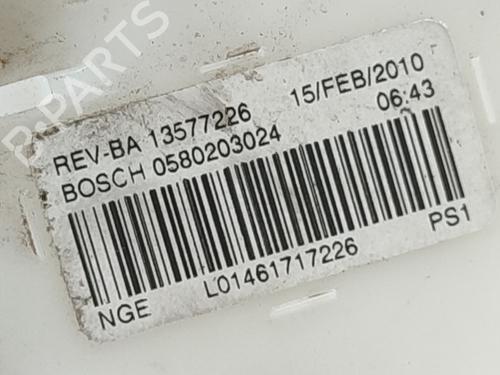 B-PARTS
REV-BA 13577226 15/FEB/2010
BOSCH 0580203024 06:43
NGE L01461717226 PS1